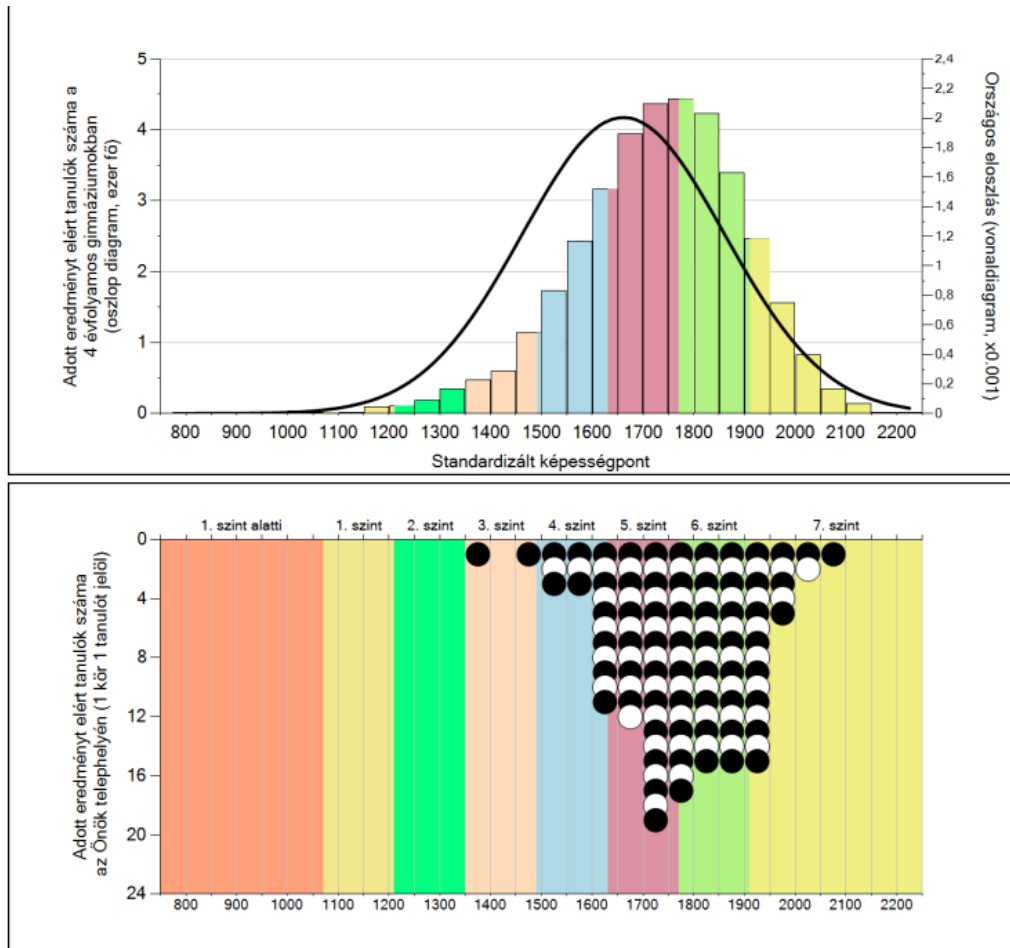 Adott eredményt elért tanulók száma a
4 évfolyamos gimnáziumokban
(oszlop diagram, ezer fő)
5
4
3
2
1
0
2,4
2,2
2
1,8
1,6
1,4
1,2
1
0,8
0,6
0,4
0,2
0
Országos eloszlás (vonaldiagram, x0.001)
800 900 1000 1100 1200 1300 1400 1500 1600 1700 1800 1900 2000 2100 2200
Standardizált képességpont
1. szint alatti 1. szint 2. szint 3. szint 4. szint 5. szint 6. szint 7. szint
Adott eredményt elért tanulók száma
az Önök telephelyén (1 kör 1 tanulót jelöl)
0
4
8
12
16
20
24
800 900 1000 1100 1200 1300 1400 1500 1600 1700 1800 1900 2000 2100 2200